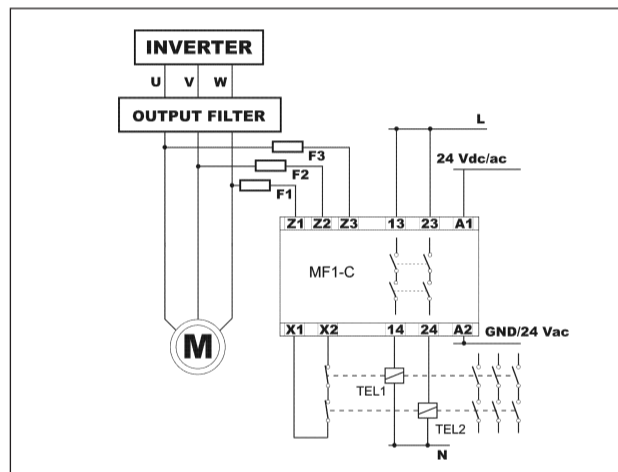 INVERTER
U V W
OUTPUT FILTER
L
F3
24 Vdc/ac
F2
F1
Z1 Z2 Z3 13 23 A1
MF1-C
X1 X2 14 24 A2
GND/24 Vac
M
TEL1
TEL2
N